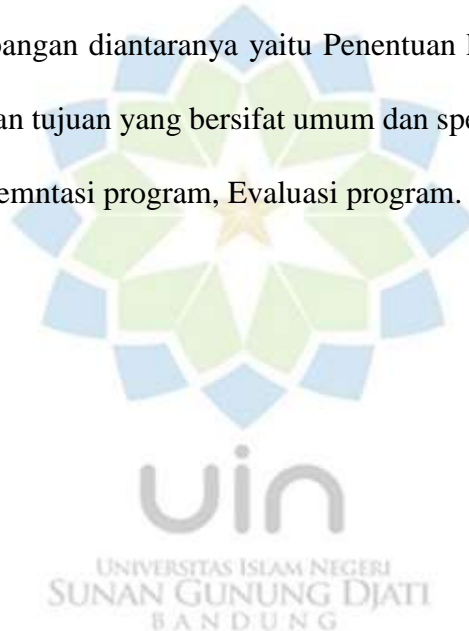 bangan diantaranya yaitu Penentuan
an tujuan yang bersifat umum dan spe
emntasi program, Evaluasi program.
uin
UNIVERSITAS ISLAM NEGERI
SUNAN GUNUNG DJATI
BANDUNG